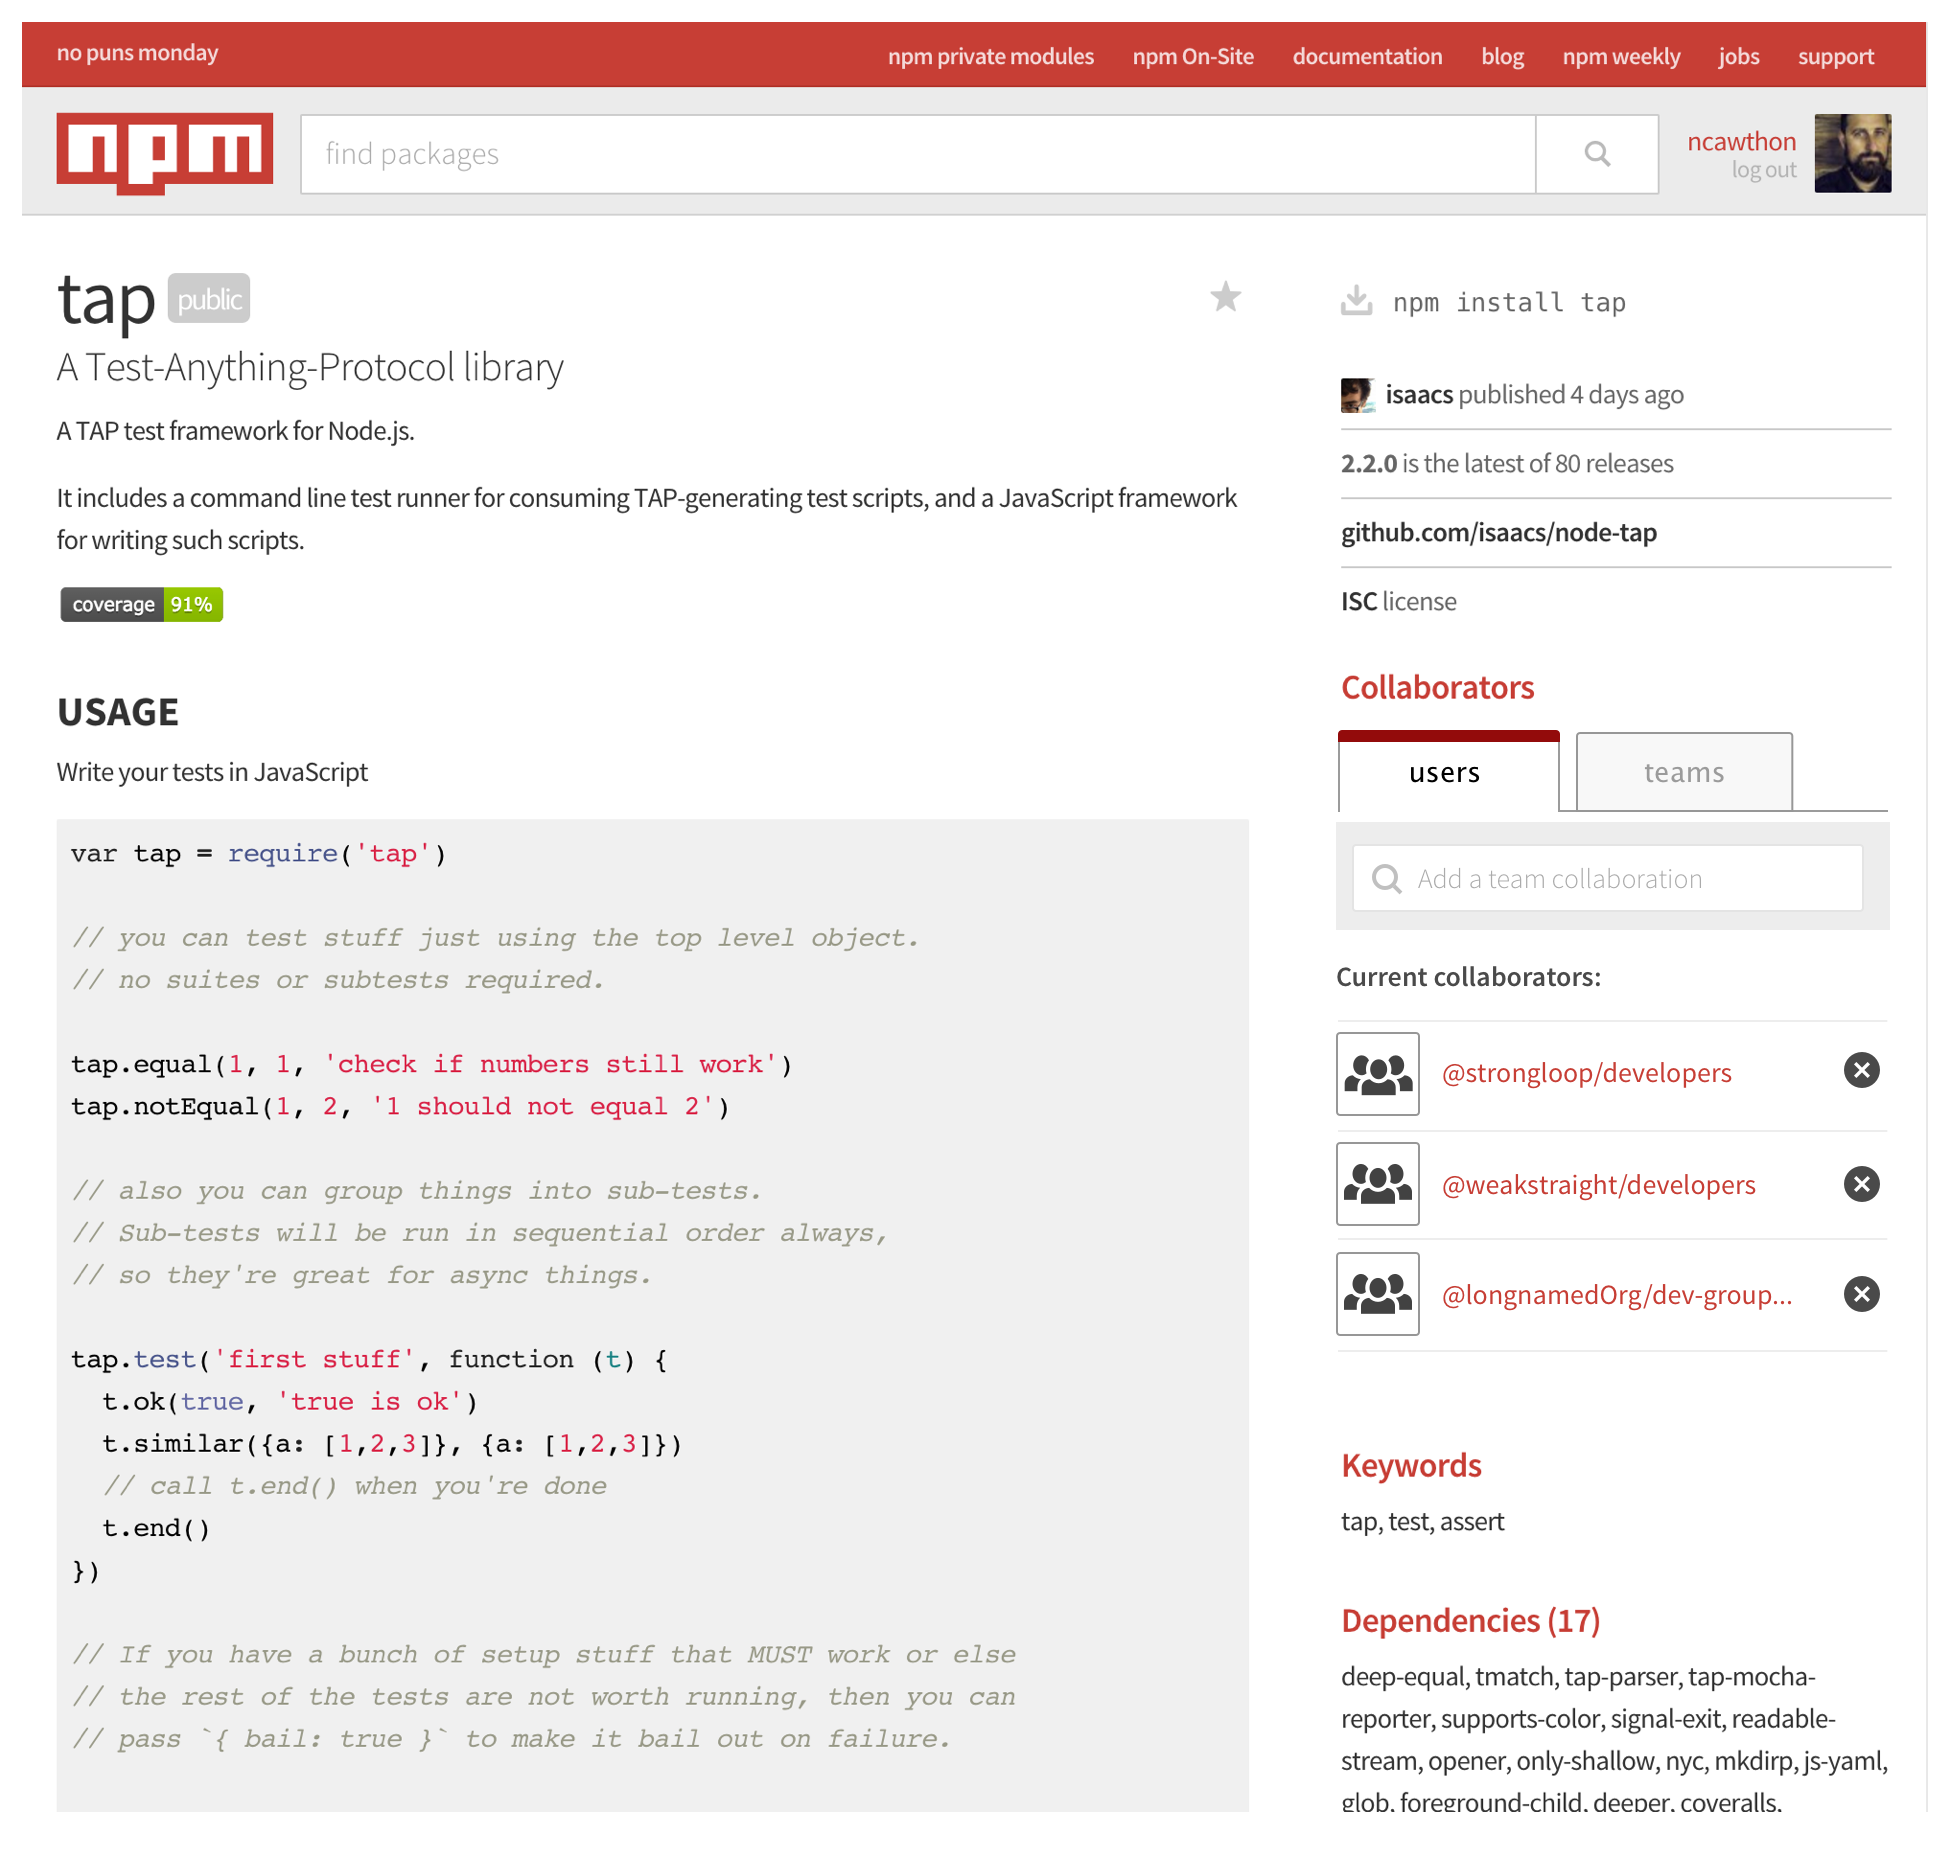 no puns monday
npm private modules npm On-Site documentation blog npm weekly jobs support
npm
find packages
ncawthon
log out
tap public
A Test-Anything-Protocol library
A TAP test framework for Node.js.
It includes a command line test runner for consuming TAP-generating test scripts, and a JavaScript framework
for writing such scripts.
coverage 91%
USAGE
Write your tests in JavaScript
var tap = require('tap')
// you can test stuff just using the top level object.
// no suites or subtests required.
tap.equal(1, 1, 'check if numbers still work')
tap.notEqual(1, 2, '1 should not equal 2')
// also you can group things into sub-tests.
// Sub-tests will be run in sequential order always,
// so they're great for async things.
tap.test('first stuff', function (t) {
  t.ok(true, 'true is ok')
  t.similar({a: [1,2,3]}, {a: [1,2,3]})
  // call t.end() when you're done
  t.end()
})
// If you have a bunch of setup stuff that MUST work or else
// the rest of the tests are not worth running, then you can
// pass `{ bail: true }` to make it bail out on failure.
npm install tap
isaacs published 4 days ago
2.2.0 is the latest of 80 releases
github.com/isaacs/node-tap
ISC license
Collaborators
users teams
Add a team collaboration
Current collaborators:
@strongloop/developers
@weakstraight/developers
@longnamedOrg/dev-group...
Keywords
tap, test, assert
Dependencies (17)
deep-equal, tmatch, tap-parser, tap-mocha-
reporter, supports-color, signal-exit, readable-
stream, opener, only-shallow, nyc, mkdirp, js-yaml,
glob, foreground-child, deeper, coveralls,